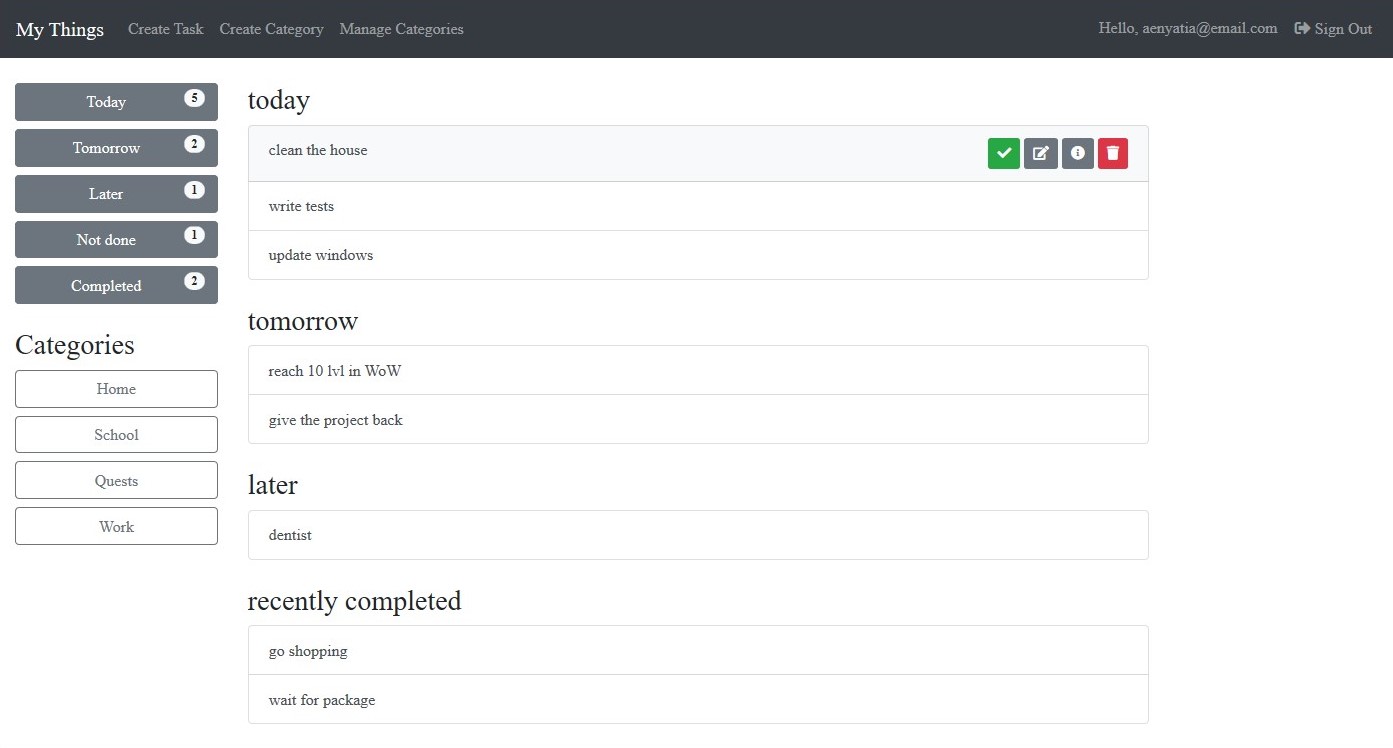 My Things Create Task Create Category Manage Categories Hello, aenyatia@email.com Sign Out
Today 5
Tomorrow 2
Later 1
Not done 1
Completed 2
Categories
Home
School
Quests
Work
today
clean the house
write tests
update windows
tomorrow
reach 10 lvl in WoW
give the project back
later
dentist
recently completed
go shopping
wait for package